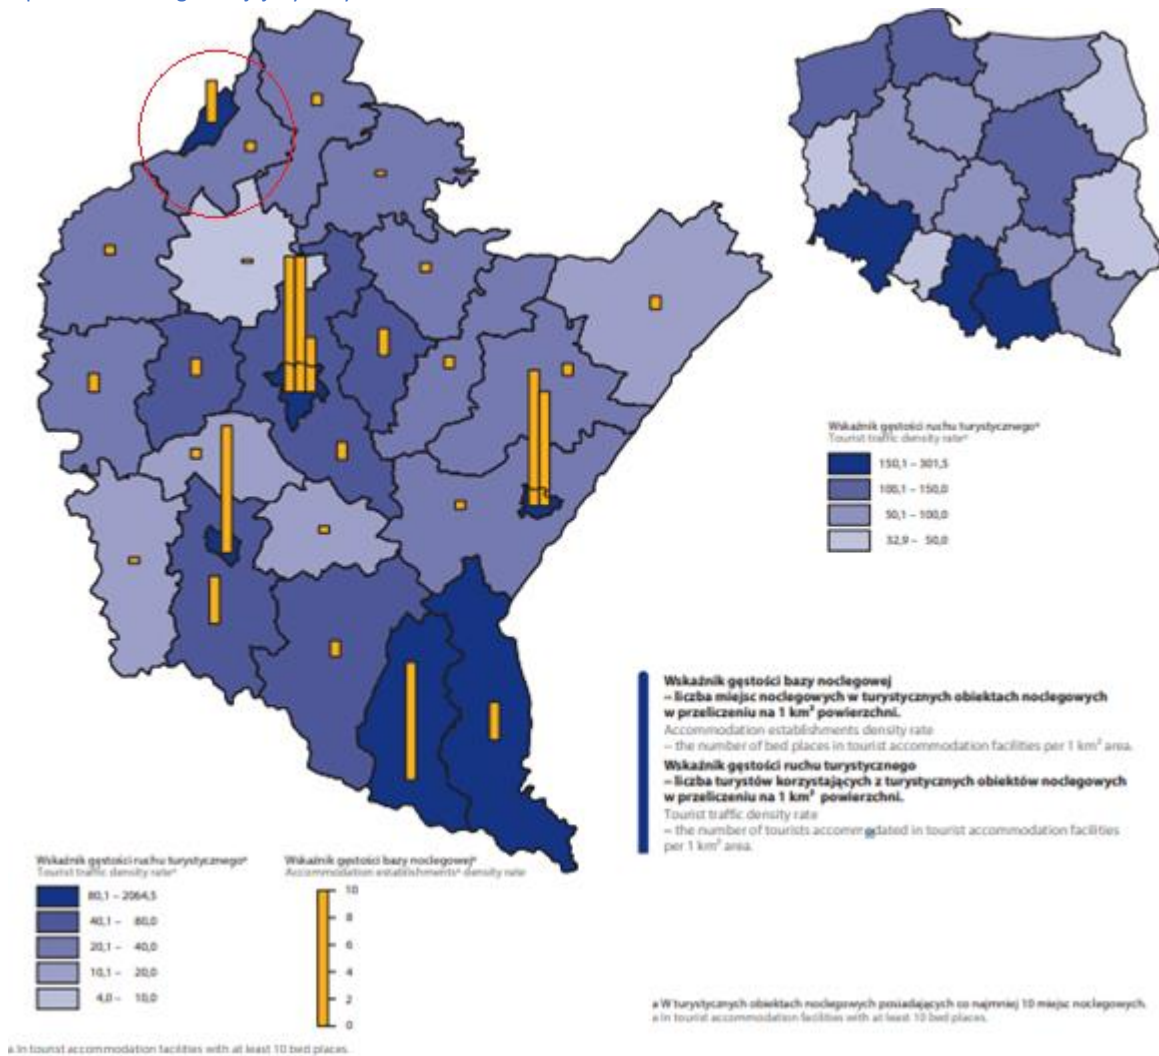 Wskaźnik gęstości ruchu turystycznegoª
Tourist traffic density rateª
150,1 – 301,5
100,1 – 150,0
50,1 – 100,0
32,9 – 50,0
Wskaźnik gęstości bazy noclegowej
– liczba miejsc noclegowych w turystycznych obiektach noclegowych
w przeliczeniu na 1 km² powierzchni.
Accommodation establishments density rate
– the number of bed places in tourist accommodation facilities per 1 km² area.
Wskaźnik gęstości ruchu turystycznego
– liczba turystów korzystających z turystycznych obiektów noclegowych
w przeliczeniu na 1 km² powierzchni.
Tourist traffic density rate
– the number of tourists accommodated in tourist accommodation facilities
per 1 km² area.
Wskaźnik gęstości ruchu turystycznegoª
Tourist traffic density rateª
80,1 – 2064,5
40,1 – 80,0
20,1 – 40,0
10,1 – 20,0
4,0 – 10,0
Wskaźnik gęstości bazy noclegowejª
Accommodation establishmentsª density rate
10
8
6
4
2
0
a W turystycznych obiektach noclegowych posiadających co najmniej 10 miejsc noclegowych.
a In tourist accommodation facilities with at least 10 bed places.
a In tourist accommodation facilities with at least 10 bed places.